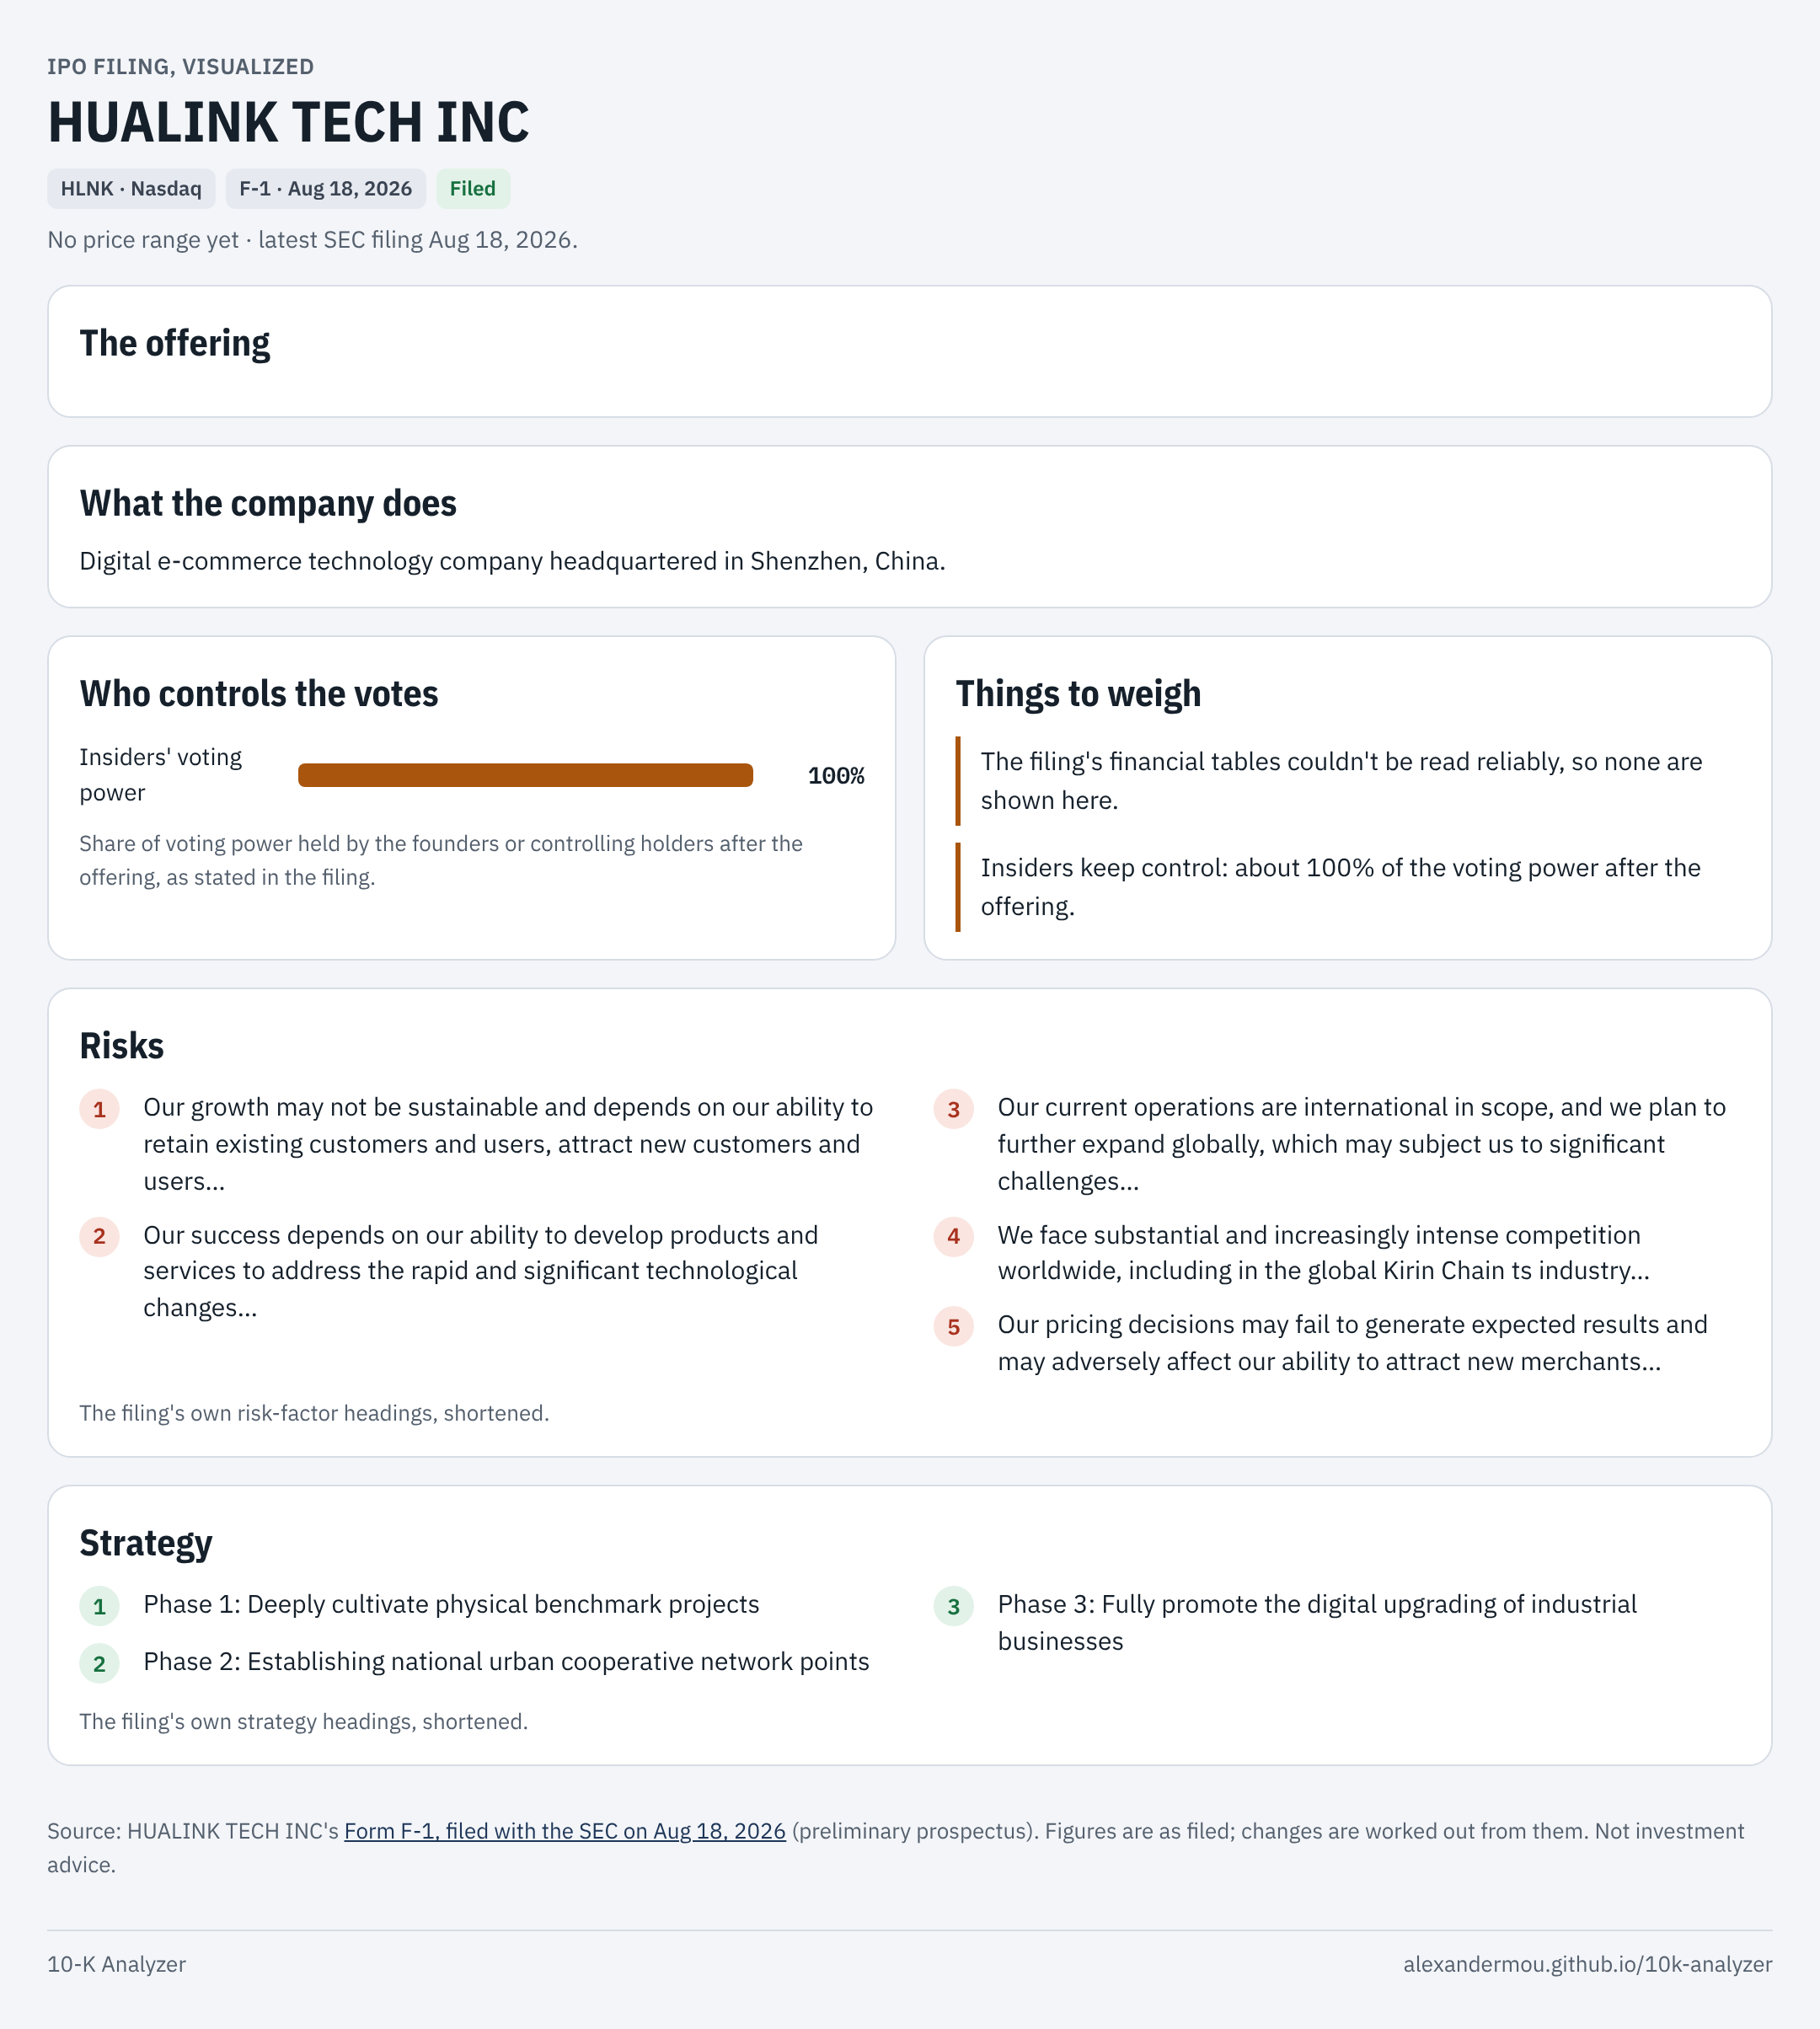 IPO FILING, VISUALIZED
HUALINK TECH INC
HLNK · Nasdaq
F-1 · Aug 18, 2026
Filed
No price range yet · latest SEC filing Aug 18, 2026.
The offering
What the company does
Digital e-commerce technology company headquartered in Shenzhen, China.
Who controls the votes
Insiders' voting
power
100%
Share of voting power held by the founders or controlling holders after the
offering, as stated in the filing.
Things to weigh
The filing's financial tables couldn't be read reliably, so none are
shown here.
Insiders keep control: about 100% of the voting power after the
offering.
Risks
1
Our growth may not be sustainable and depends on our ability to
retain existing customers and users, attract new customers and
users…
2
Our success depends on our ability to develop products and
services to address the rapid and significant technological
changes…
3
Our current operations are international in scope, and we plan to
further expand globally, which may subject us to significant
challenges…
4
We face substantial and increasingly intense competition
worldwide, including in the global Kirin Chain ts industry…
5
Our pricing decisions may fail to generate expected results and
may adversely affect our ability to attract new merchants…
The filing's own risk-factor headings, shortened.
Strategy
1
Phase 1: Deeply cultivate physical benchmark projects
2
Phase 2: Establishing national urban cooperative network points
3
Phase 3: Fully promote the digital upgrading of industrial
businesses
The filing's own strategy headings, shortened.
Source: HUALINK TECH INC's Form F-1, filed with the SEC on Aug 18, 2026 (preliminary prospectus). Figures are as filed; changes are worked out from them. Not investment
advice.
10-K Analyzer
alexandermou.github.io/10k-analyzer